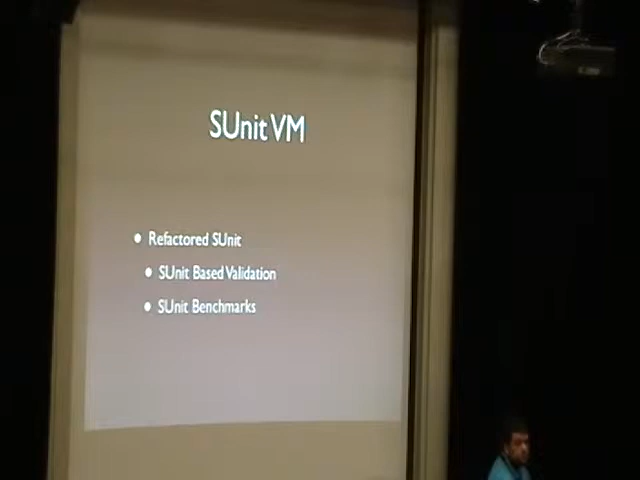 SUnit VM
• Refactored SUnit
• SUnit Based Validation
• SUnit Benchmarks